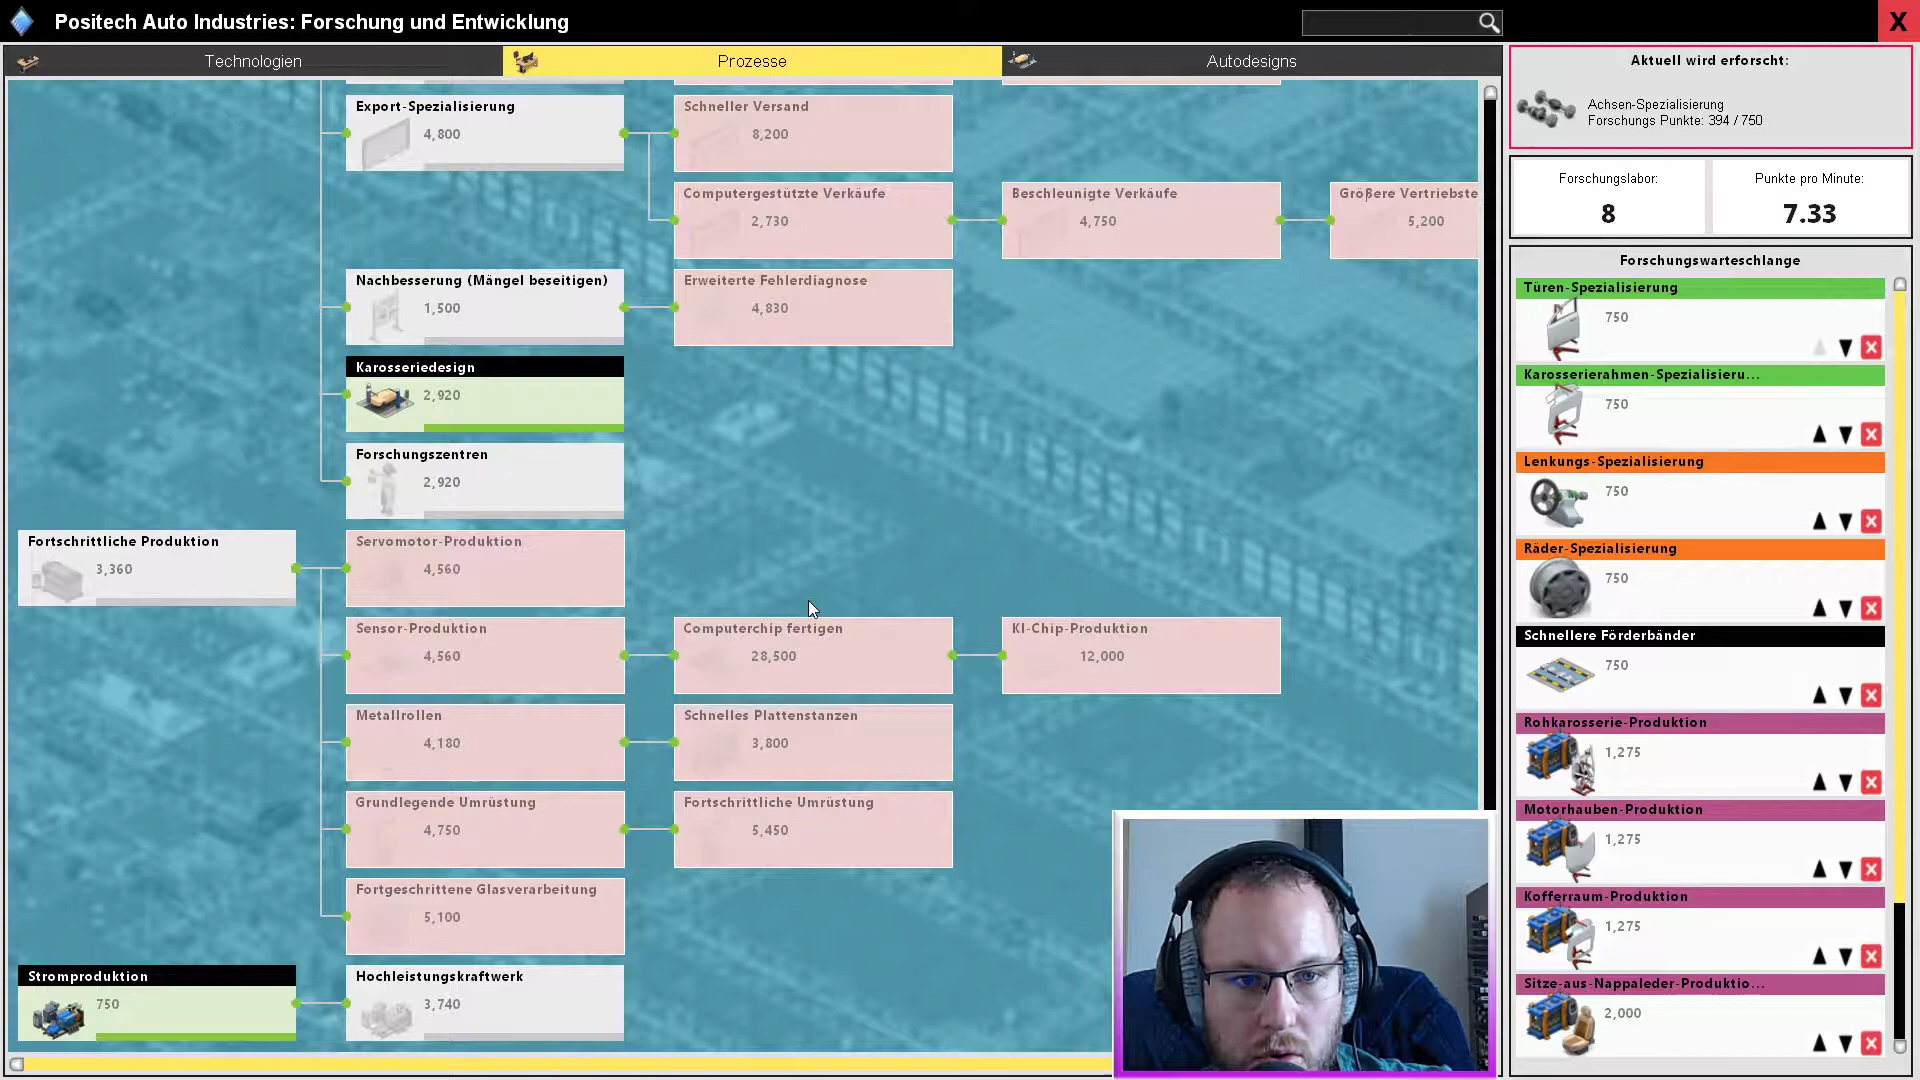 Positech Auto Industries: Forschung und Entwicklung
X
Technologien
Prozesse
Autodesigns
Export-Spezialisierung
4,800
Schneller Versand
8,200
Computergestützte Verkäufe
2,730
Beschleunigte Verkäufe
4,750
Größere Vertriebste
5,200
Nachbesserung (Mängel beseitigen)
1,500
Erweiterte Fehlerdiagnose
4,830
Karosseriedesign
2,920
Forschungszentren
2,920
Fortschrittliche Produktion
3,360
Servomotor-Produktion
4,560
Sensor-Produktion
4,560
Computerchip fertigen
28,500
KI-Chip-Produktion
12,000
Metallrollen
4,180
Schnelles Plattenstanzen
3,800
Grundlegende Umrüstung
4,750
Fortschrittliche Umrüstung
5,450
Fortgeschrittene Glasverarbeitung
5,100
Stromproduktion
750
Hochleistungskraftwerk
3,740
Aktuell wird erforscht:
Achsen-Spezialisierung
Forschungs Punkte: 394 / 750
Forschungslabor:
8
Punkte pro Minute:
7.33
Forschungswarteschlange
Türen-Spezialisierung
750
Karosserierahmen-Spezialisieru...
750
Lenkungs-Spezialisierung
750
Räder-Spezialisierung
750
Schnellere Förderbänder
750
Rohkarosserie-Produktion
1,275
Motorhauben-Produktion
1,275
Kofferraum-Produktion
1,275
Sitze-aus-Nappaleder-Produktio...
2,000